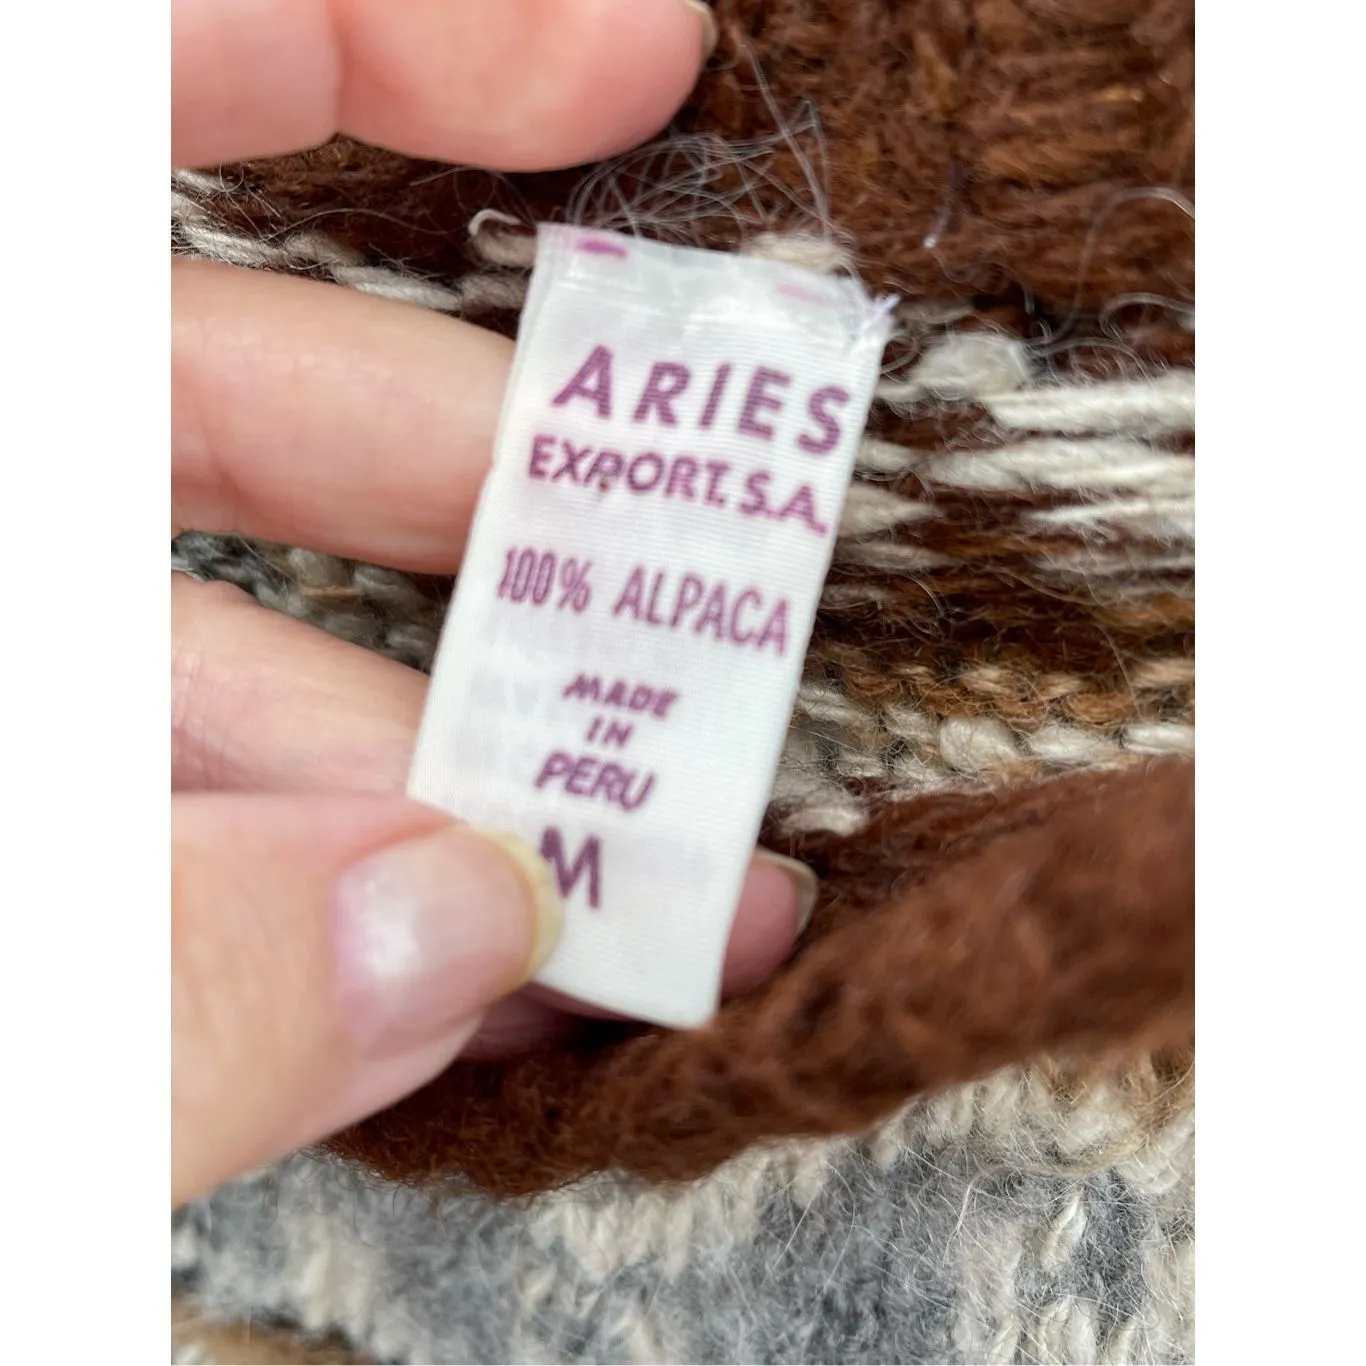 ARIES
EXPORT.S.A.
100% ALPACA
MADE
IN
PERU
M